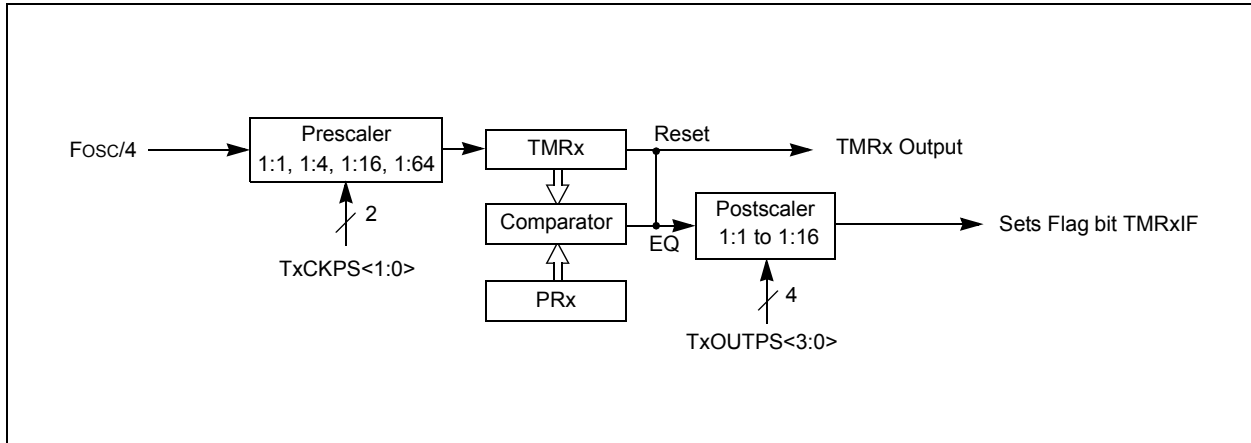 Fosc/4
Prescaler
1:1, 1:4, 1:16, 1:64
2
TxCKPS<1:0>
TMRx
Comparator
PRx
Reset
EQ
TMRx Output
Postscaler
1:1 to 1:16
4
TxOUTPS<3:0>
Sets Flag bit TMRxIF